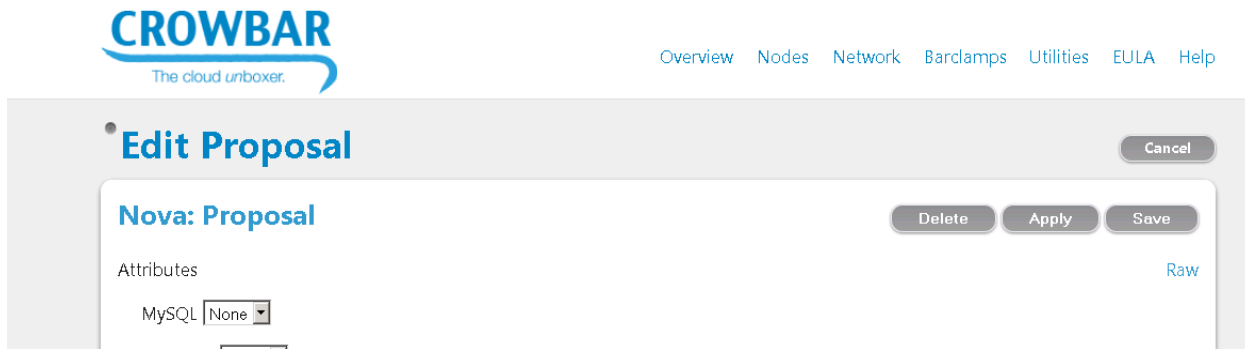 CROWBAR
The cloud unboxer.
Overview Nodes Network Barclamps Utilities EULA Help
Edit Proposal
Cancel
Nova: Proposal
Delete Apply Save
Attributes
Raw
MySQL None